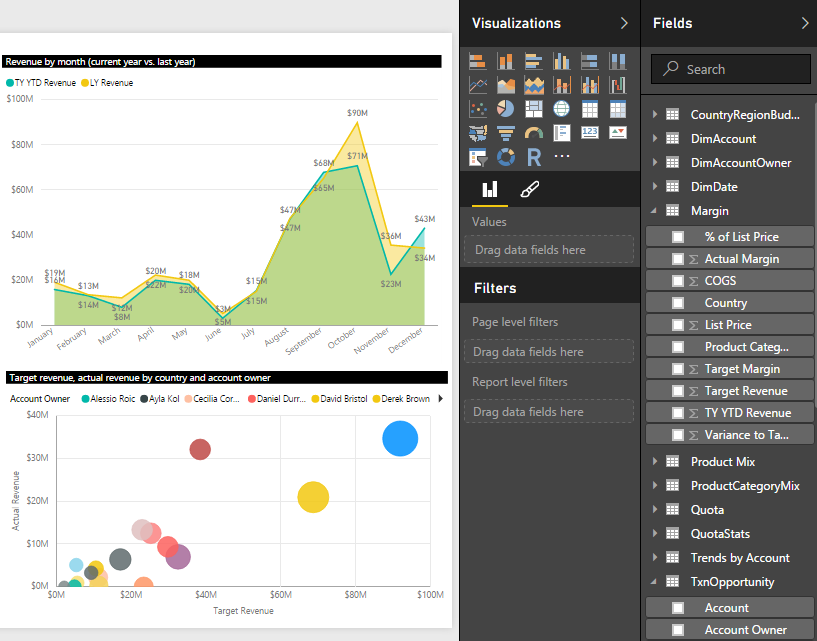 Revenue by month (current year vs. last year)
TY YTD Revenue LY Revenue
$100M
$80M
$60M
$40M
$20M
$0M
$19M
$16M
$13M
$14M
$12M
$8M
$20M
$22M
$18M
$20M
$3M
$5M
$15M
$15M
$47M
$47M
$68M
$65M
$90M
$71M
$36M
$23M
$43M
$34M
January
February
March
April
May
June
July
August
September
October
November
December
Target revenue, actual revenue by country and account owner
Account Owner Alessio Roic Ayla Kol Cecilia Cor... Daniel Durr... David Bristol Derek Brown
Actual Revenue
$40M
$30M
$20M
$10M
$0M
$0M $20M $40M $60M $80M $100M
Target Revenue
Visualizations
R
123
...
Values
Drag data fields here
Filters
Page level filters
Drag data fields here
Report level filters
Drag data fields here
Fields
Search
CountryRegionBud...
DimAccount
DimAccountOwner
DimDate
Margin
% of List Price
Σ Actual Margin
Σ COGS
Country
Σ List Price
Product Categ...
Σ Target Margin
Σ Target Revenue
Σ TY YTD Revenue
Σ Variance to Ta...
Product Mix
ProductCategoryMix
Quota
QuotaStats
Trends by Account
TxnOpportunity
Account
Account Owner